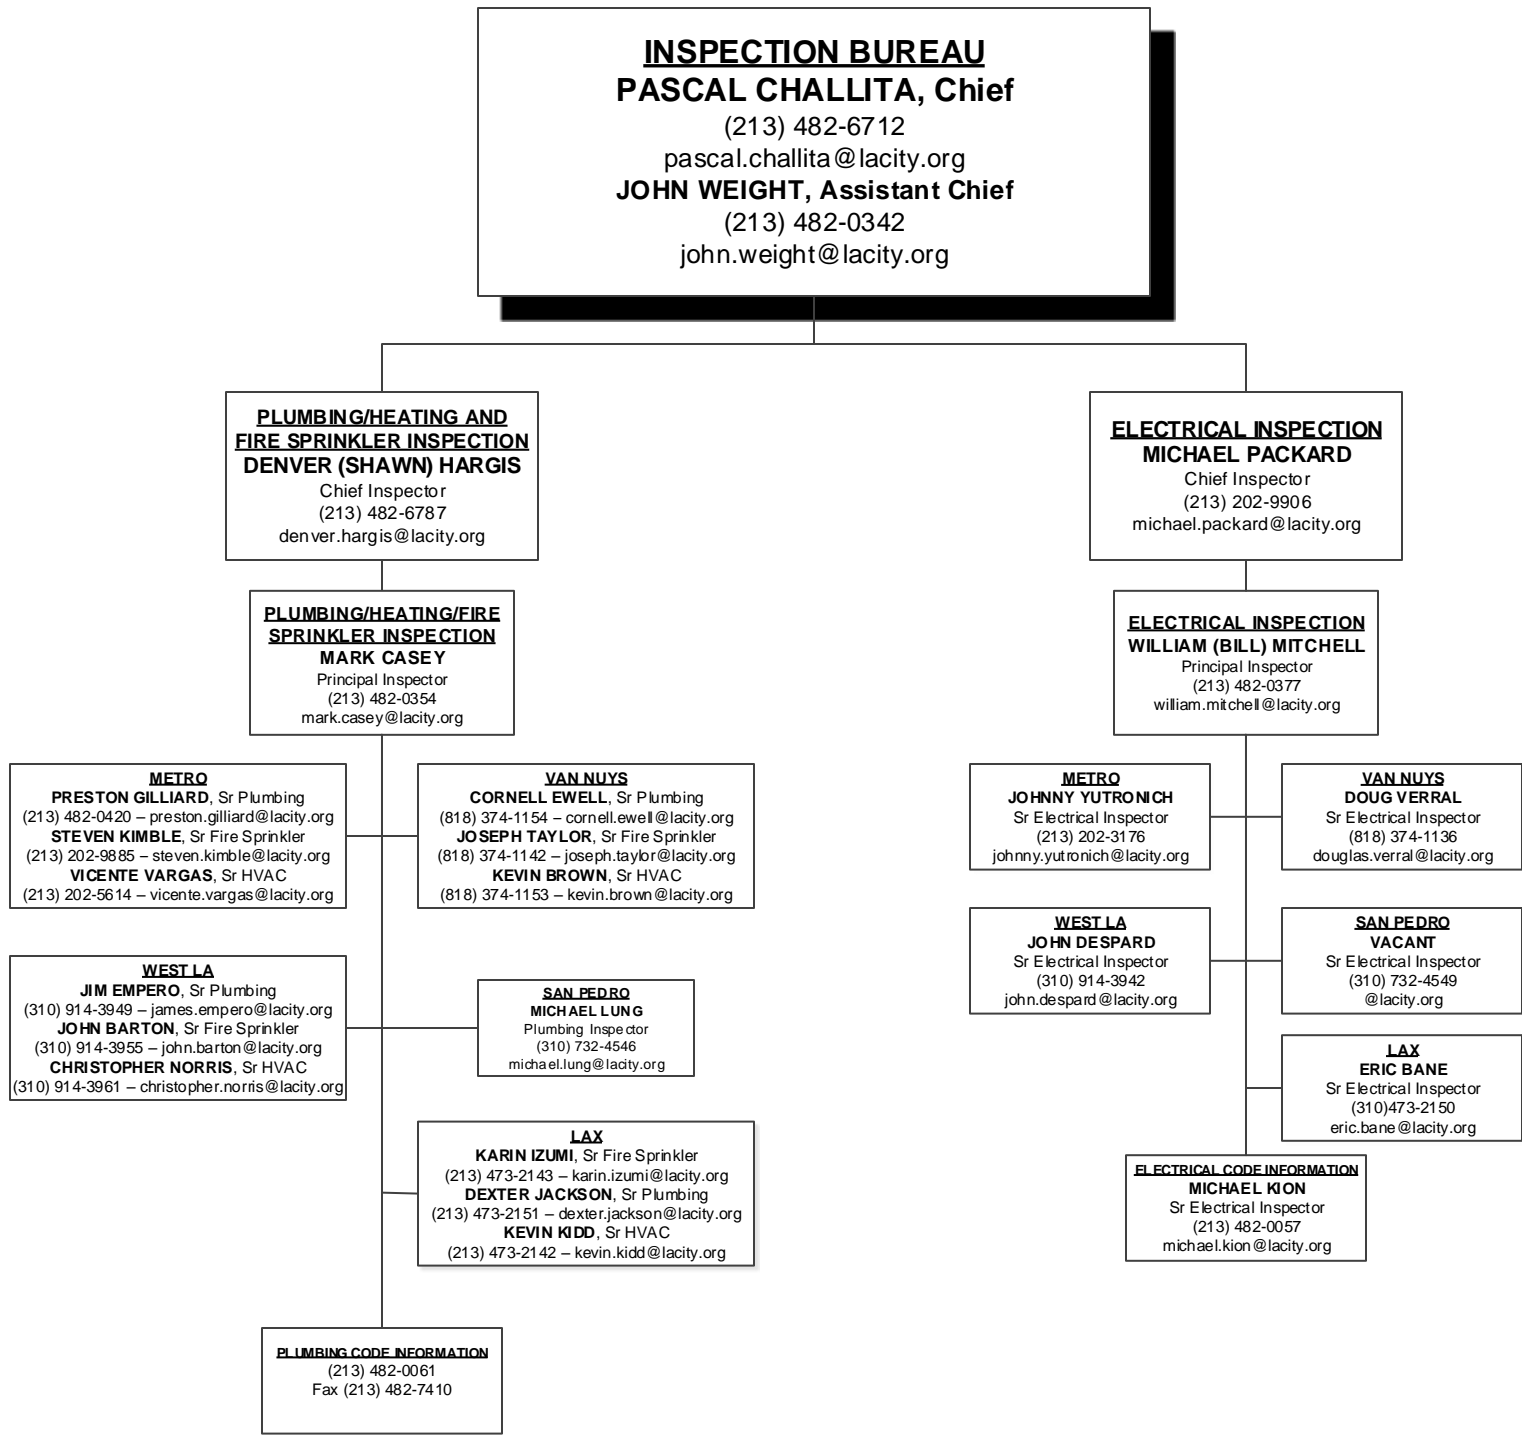 INSPECTION BUREAU
PASCAL CHALLITA, Chief
(213) 482-6712
pascal.challita@lacity.org
JOHN WEIGHT, Assistant Chief
(213) 482-0342
john.weight@lacity.org
PLUMBING/HEATING AND
FIRE SPRINKLER INSPECTION
DENVER (SHAWN) HARGIS
Chief Inspector
(213) 482-6787
denver.hargis@lacity.org
ELECTRICAL INSPECTION
MICHAEL PACKARD
Chief Inspector
(213) 202-9906
michael.packard@lacity.org
PLUMBING/HEATING/FIRE
SPRINKLER INSPECTION
MARK CASEY
Principal Inspector
(213) 482-0354
mark.casey@lacity.org
ELECTRICAL INSPECTION
WILLIAM (BILL) MITCHELL
Principal Inspector
(213) 482-0377
william.mitchell@lacity.org
METRO
PRESTON GILLIARD, Sr Plumbing
(213) 482-0420 – preston.gilliard@lacity.org
STEVEN KIMBLE, Sr Fire Sprinkler
(213) 202-9885 – steven.kimble@lacity.org
VICENTE VARGAS, Sr HVAC
(213) 202-5614 – vicente.vargas@lacity.org
VAN NUYS
CORNELL EWELL, Sr Plumbing
(818) 374-1154 – cornell.ewell@lacity.org
JOSEPH TAYLOR, Sr Fire Sprinkler
(818) 374-1142 – joseph.taylor@lacity.org
KEVIN BROWN, Sr HVAC
(818) 374-1153 – kevin.brown@lacity.org
METRO
JOHNNY YUTRONICH
Sr Electrical Inspector
(213) 202-3176
johnny.yutronich@lacity.org
VAN NUYS
DOUG VERRAL
Sr Electrical Inspector
(818) 374-1136
douglas.verral@lacity.org
WEST LA
JIM EMPERO, Sr Plumbing
(310) 914-3949 – james.empero@lacity.org
JOHN BARTON, Sr Fire Sprinkler
(310) 914-3955 – john.barton@lacity.org
CHRISTOPHER NORRIS, Sr HVAC
(310) 914-3961 – christopher.norris@lacity.org
SAN PEDRO
MICHAEL LUNG
Plumbing Inspector
(310) 732-4546
michael.lung@lacity.org
WEST LA
JOHN DESPARD
Sr Electrical Inspector
(310) 914-3942
john.despard@lacity.org
SAN PEDRO
VACANT
Sr Electrical Inspector
(310) 732-4549
@lacity.org
LAX
ERIC BANE
Sr Electrical Inspector
(310)473-2150
eric.bane@lacity.org
LAX
KARIN IZUMI, Sr Fire Sprinkler
(213) 473-2143 – karin.izumi@lacity.org
DEXTER JACKSON, Sr Plumbing
(213) 473-2151 – dexter.jackson@lacity.org
KEVIN KIDD, Sr HVAC
(213) 473-2142 – kevin.kidd@lacity.org
ELECTRICAL CODE INFORMATION
MICHAEL KION
Sr Electrical Inspector
(213) 482-0057
michael.kion@lacity.org
PLUMBING CODE INFORMATION
(213) 482-0061
Fax (213) 482-7410